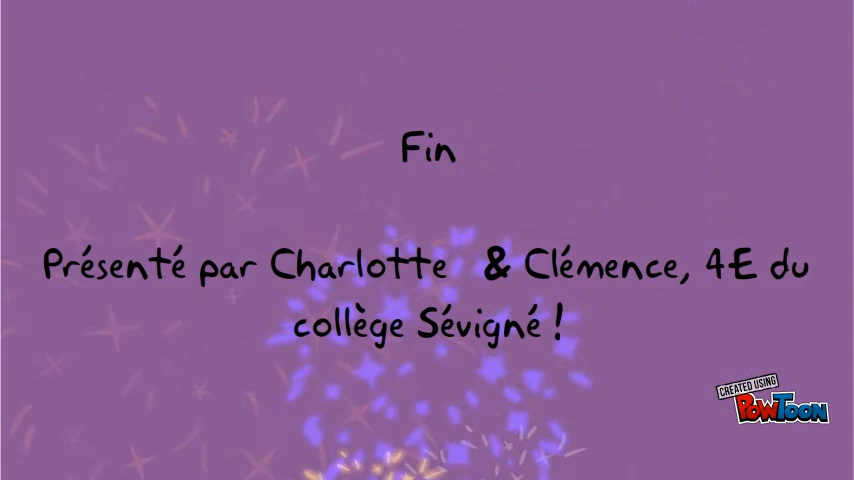 Fin
Présenté par Charlotte & Clémence, 4E du
collège Sévigné !
CREATED USING
POWTOON